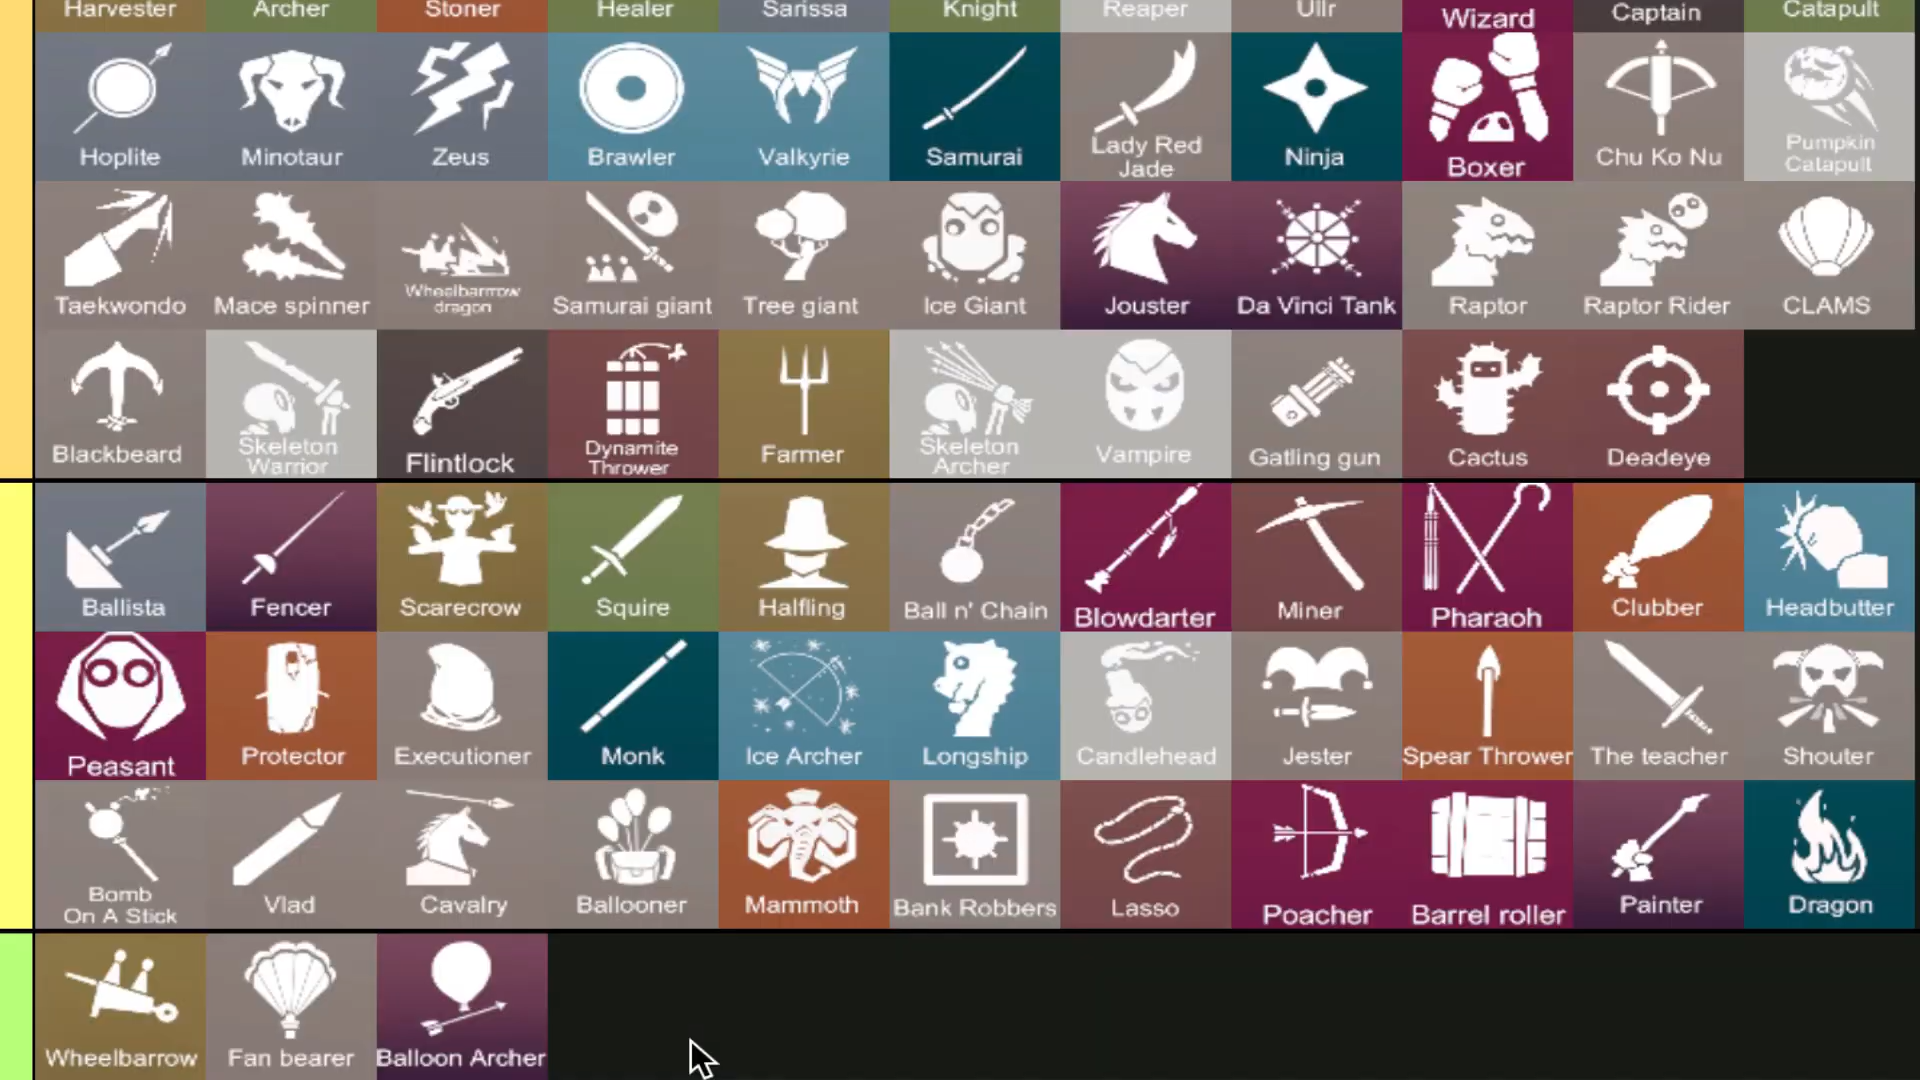 Harvester
Archer
Stoner
Healer
Sarissa
Knight
Reaper
Ullr
Wizard
Captain
Catapult
Hoplite
Minotaur
Zeus
Brawler
Valkyrie
Samurai
Lady Red
Jade
Ninja
Boxer
Chu Ko Nu
Pumpkin
Catapult
Taekwondo
Mace spinner
Wheelbarrrow
dragon
Samurai giant
Tree giant
Ice Giant
Jouster
Da Vinci Tank
Raptor
Raptor Rider
CLAMS
Blackbeard
Skeleton
Warrior
Flintlock
Dynamite
Thrower
Farmer
Skeleton
Archer
Vampire
Gatling gun
Cactus
Deadeye
Ballista
Fencer
Scarecrow
Squire
Halfling
Ball n' Chain
Blowdarter
Miner
Pharaoh
Clubber
Headbutter
Peasant
Protector
Executioner
Monk
Ice Archer
Longship
Candlehead
Jester
Spear Thrower
The teacher
Shouter
Bomb
On A Stick
Vlad
Cavalry
Ballooner
Mammoth
Bank Robbers
Lasso
Poacher
Barrel roller
Painter
Dragon
Wheelbarrow
Fan bearer
Balloon Archer